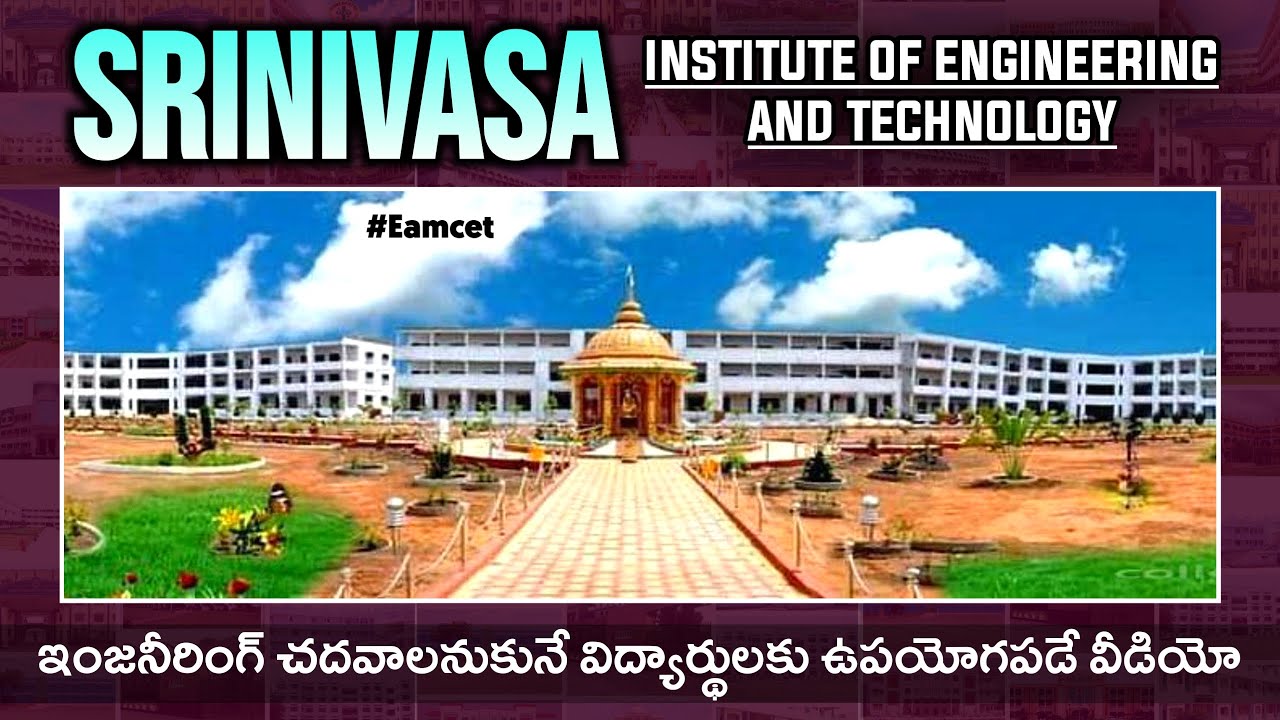 SRINIVASA
INSTITUTE OF ENGINEERING
AND TECHNOLOGY
#Eamcet
ఇంజనీరింగ్ చదవాలనుకునే విద్యార్థులకు ఉపయోగపడే వీడియో